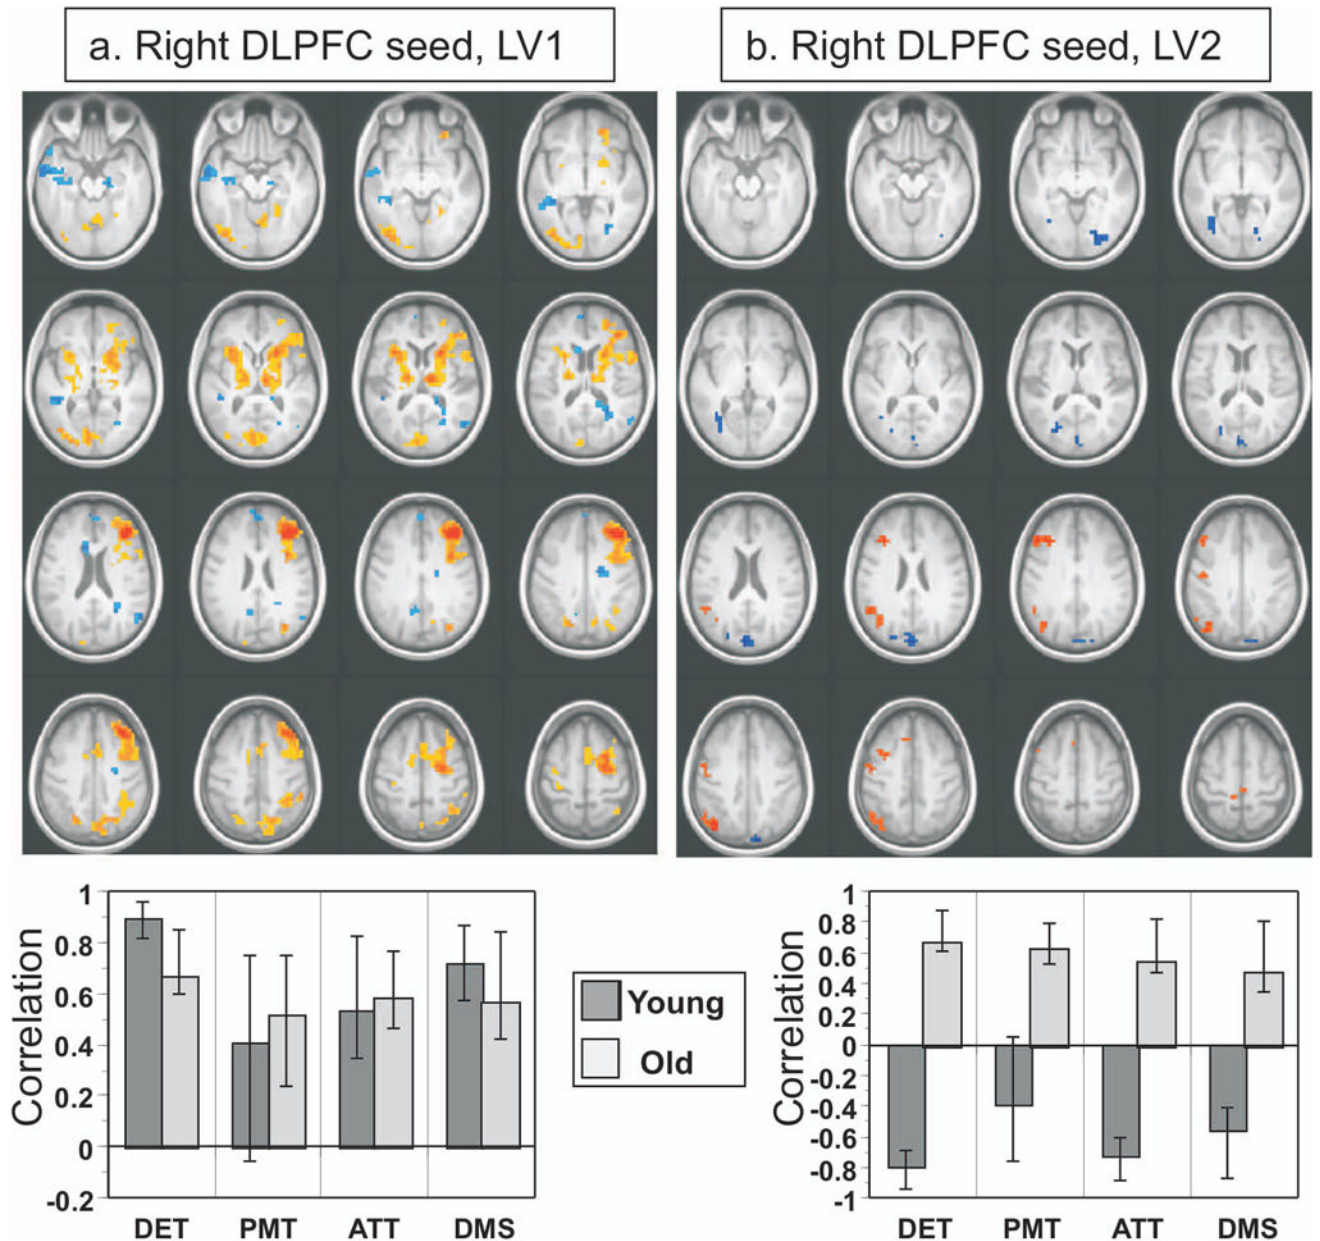 a. Right DLPFC seed, LV1
b. Right DLPFC seed, LV2
Correlation
1
0.8
0.6
0.4
0.2
0
-0.2
DET PMT ATT DMS
Young
Old
Correlation
1
0.8
0.6
0.4
0.2
0
-0.2
-0.4
-0.6
-0.8
-1
DET PMT ATT DMS